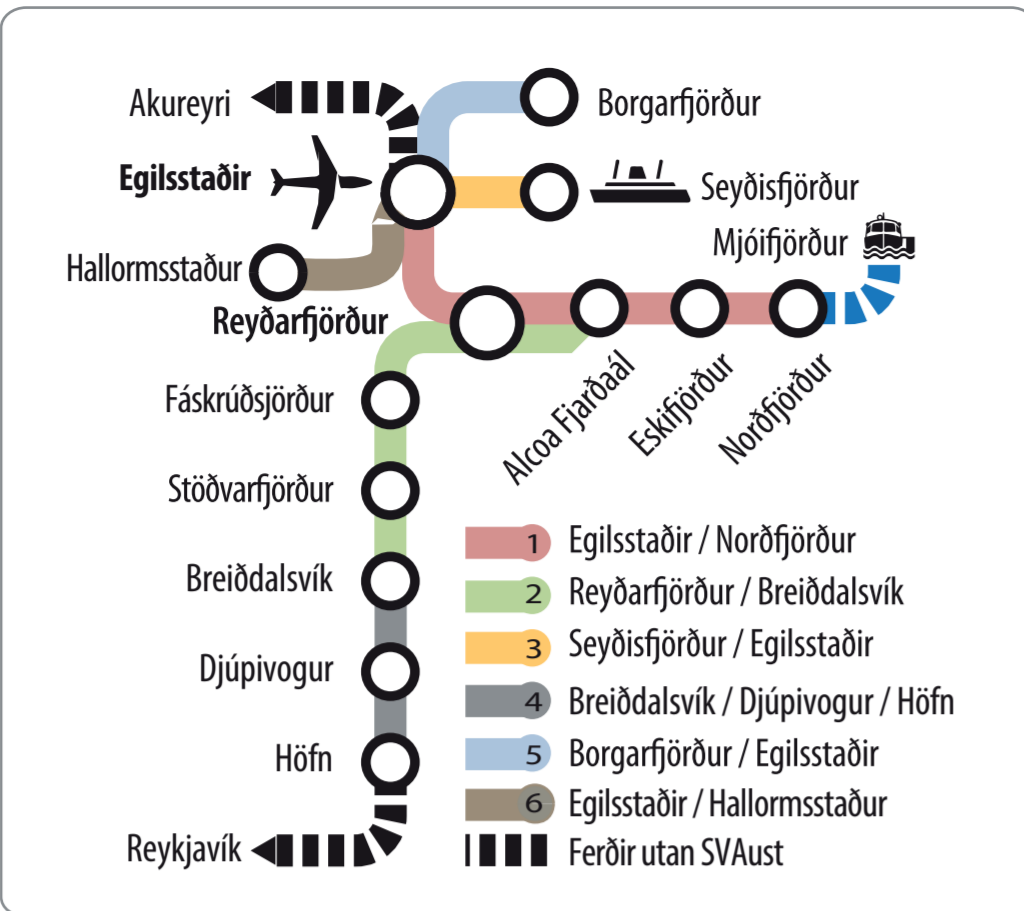 Akureyri
Borgarfjörður
Egilsstaðir
Seyðisfjörður
Mjóifjörður
Hallormsstaður
Reyðarfjörður
Fáskrúðsjörður
Alcoa Fjarðaál
Eskifjörður
Norðfjörður
Stöðvarfjörður
Breiðdalsvík
Djúpivogur
Höfn
Reykjavík
1 Egilsstaðir / Norðfjörður
2 Reyðarfjörður / Breiðdalsvík
3 Seyðisfjörður / Egilsstaðir
4 Breiðdalsvík / Djúpivogur / Höfn
5 Borgarfjörður / Egilsstaðir
6 Egilsstaðir / Hallormsstaður
Ferðir utan SVAust